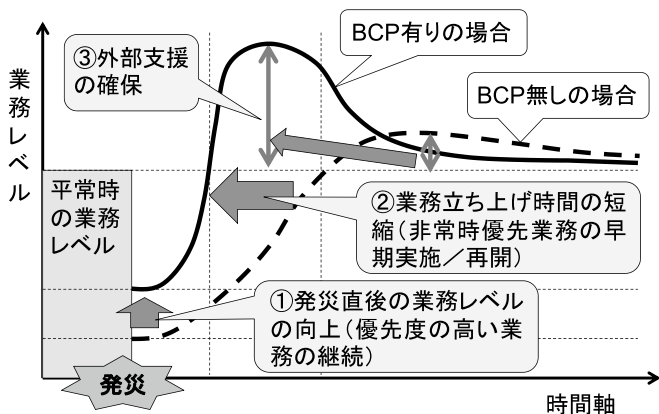 ③外部支援
の確保
BCP有りの場合
BCP無しの場合
業務レベル
平常時
の業務
レベル
②業務立ち上げ時間の短
縮(非常時優先業務の早
期実施/再開)
①発災直後の業務レベル
の向上(優先度の高い業
務の継続)
発災
時間軸